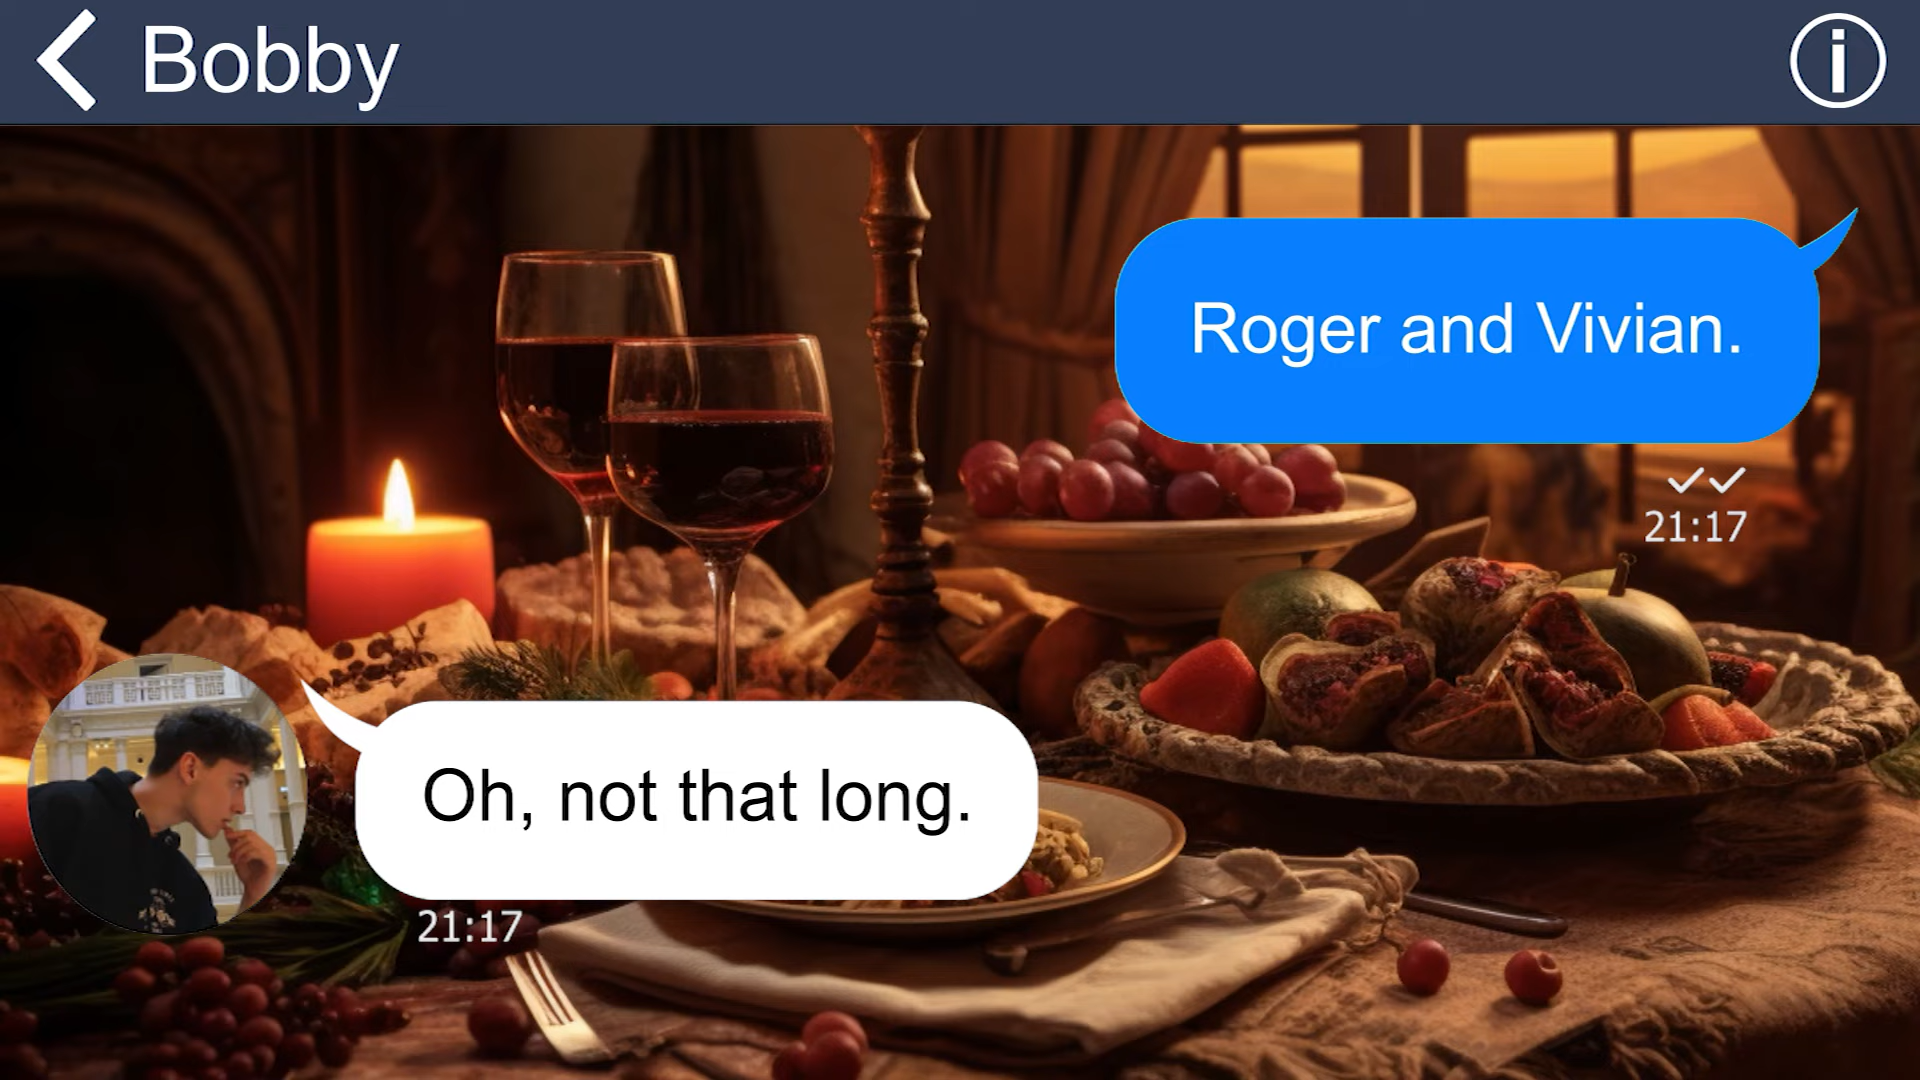 Bobby
Roger and Vivian.
21:17
Oh, not that long.
21:17